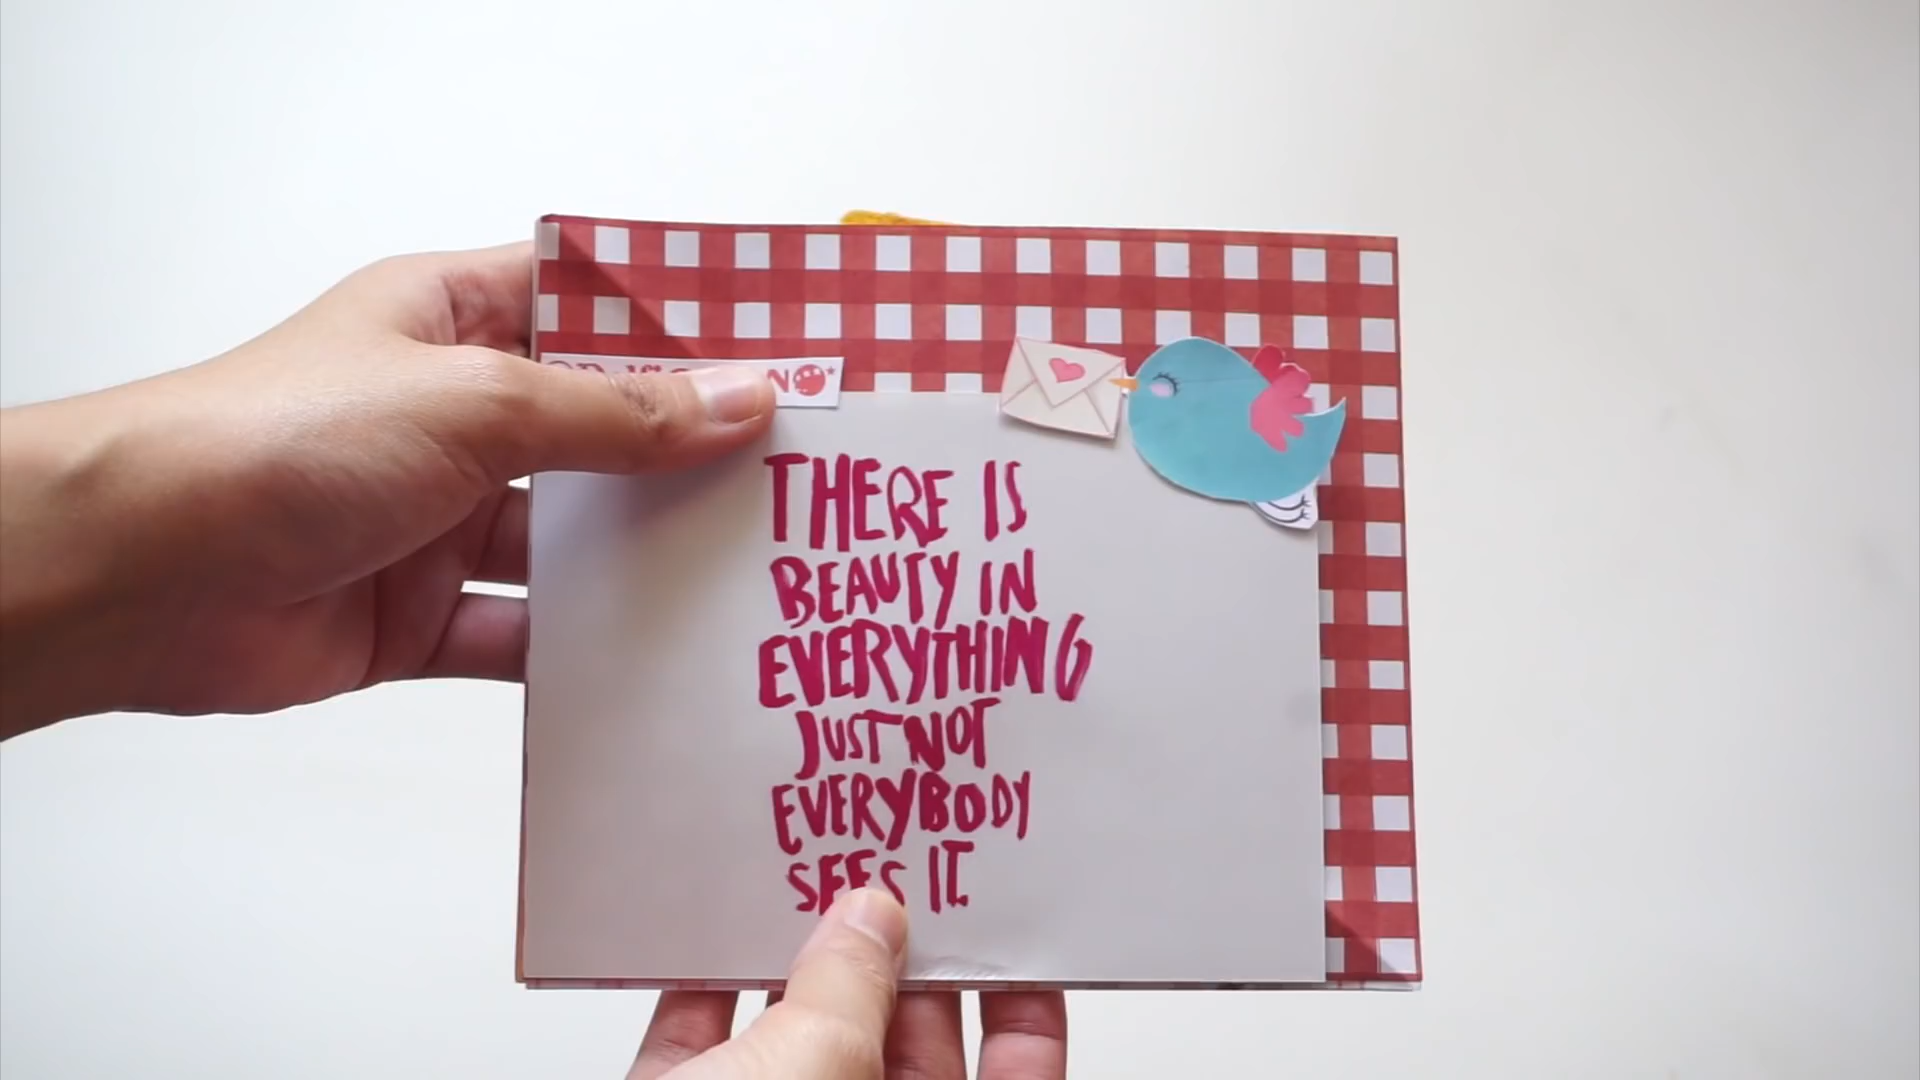 THERE IS
BEAUTY IN
EVERYTHING
JUST NOT
EVERYBODY
SEES IT.